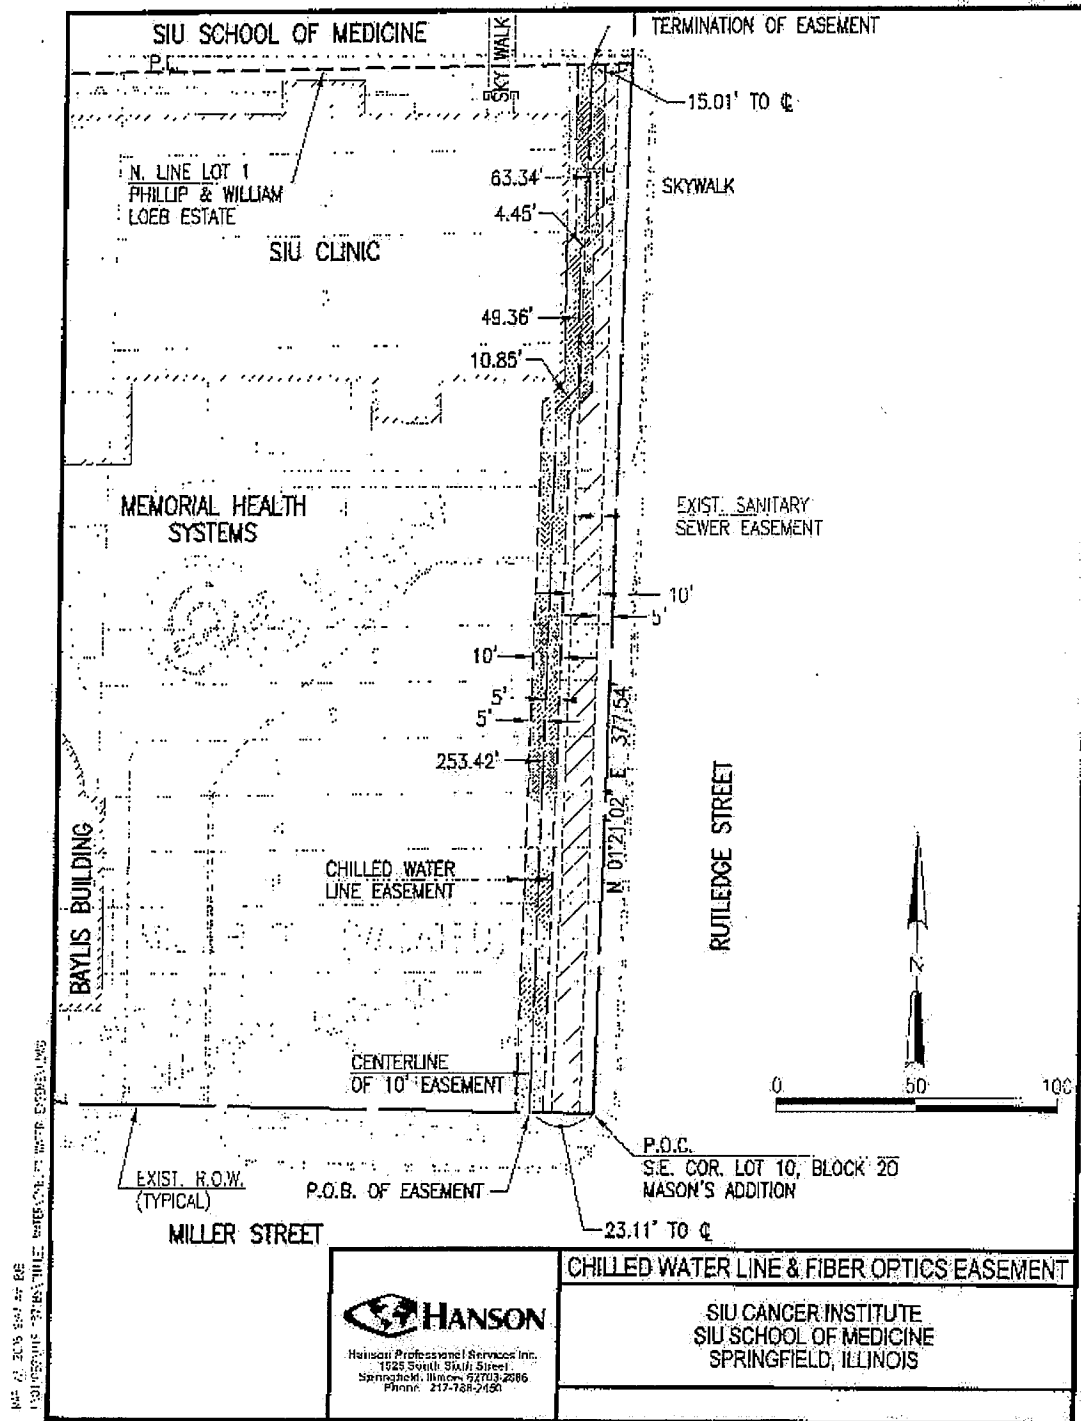 SIU SCHOOL OF MEDICINE
SKY WALK
TERMINATION OF EASEMENT
P.L.
15.01' TO ℄
N. LINE LOT 1
PHILLIP & WILLIAM
LOEB ESTATE
63.34'
SKYWALK
4.45'
SIU CLINIC
49.36'
10.85'
MEMORIAL HEALTH
SYSTEMS
EXIST. SANITARY
SEWER EASEMENT
10'
5'
10'
5'
5'
253.42'
N 01°21'02" E 377.54'
RUTLEDGE STREET
BAYLIS BUILDING
CHILLED WATER
LINE EASEMENT
N
CENTERLINE
OF 10' EASEMENT
0 50' 100'
P.O.C.
S.E. COR. LOT 10, BLOCK 20
MASON'S ADDITION
EXIST. R.O.W.
(TYPICAL)
P.O.B. OF EASEMENT
MILLER STREET
23.11' TO ℄
CHILLED WATER LINE & FIBER OPTICS EASEMENT
HANSON
Hanson Professional Services Inc.
1525 South Sixth Street
Springfield, Illinois 62703-2886
Phone: 217-788-2450
SIU CANCER INSTITUTE
SIU SCHOOL OF MEDICINE
SPRINGFIELD, ILLINOIS